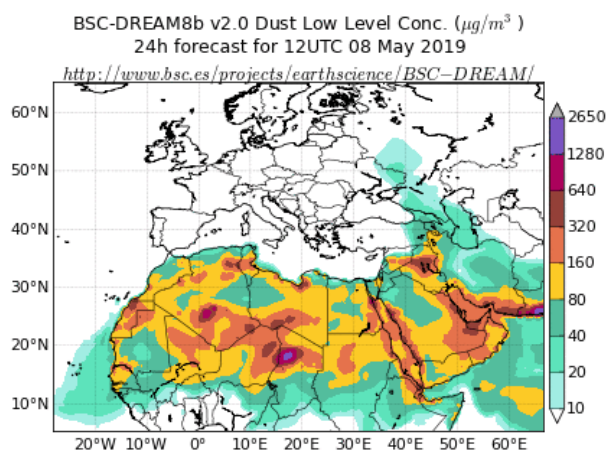 BSC-DREAM8b v2.0 Dust Low Level Conc. (μg/m³ )
24h forecast for 12UTC 08 May 2019
http://www.bsc.es/projects/earthscience/BSC−DREAM/
60°N
50°N
40°N
30°N
20°N
10°N
20°W 10°W 0° 10°E 20°E 30°E 40°E 50°E 60°E
2650
1280
640
320
160
80
40
20
10